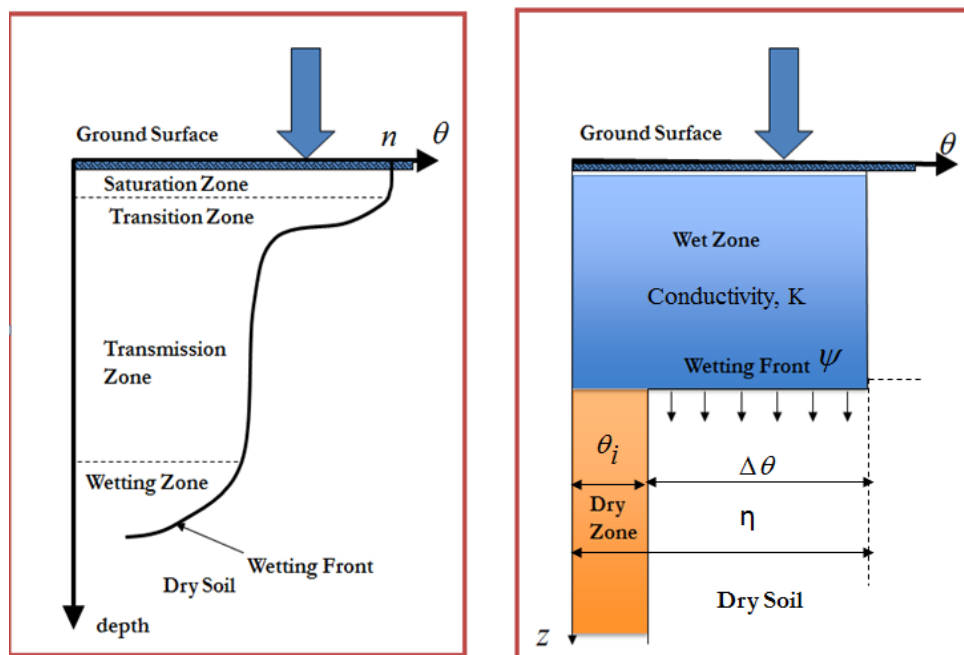 Ground Surface
n
θ
Saturation Zone
Transition Zone
Transmission
Zone
Wetting Zone
Wetting Front
Dry Soil
depth
Ground Surface
θ
Wet Zone
Conductivity, K
Wetting Front ψ
θi
Δθ
Dry
Zone
η
Dry Soil
z